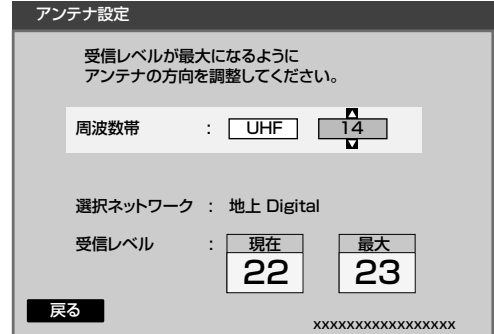 アンテナ設定
受信レベルが最大になるように
アンテナの方向を調整してください。
周波数帯 : UHF 14
選択ネットワーク : 地上 Digital
受信レベル : 現在 最大
22 23
戻る
xxxxxxxxxxxxxxxxx